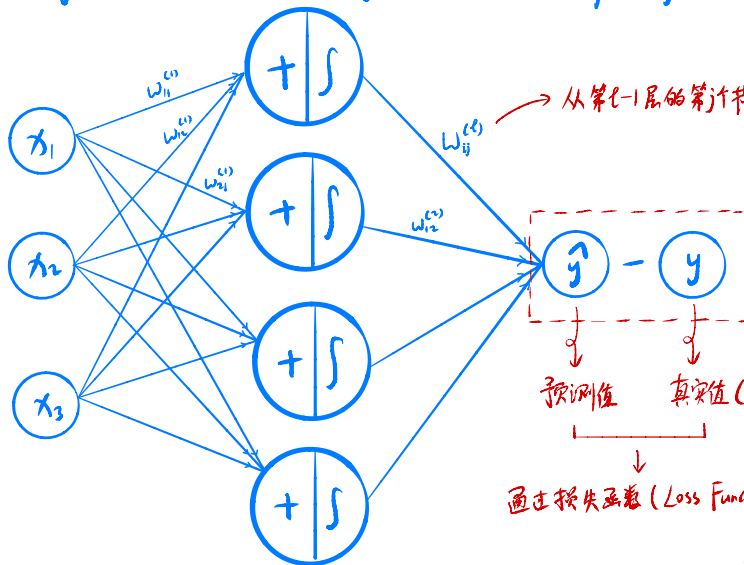 w₁₁⁽¹⁾
w₁₂⁽¹⁾
w₂₁⁽¹⁾
x₁
x₂
x₃
+ ∫
+ ∫
+ ∫
+ ∫
wᵢⱼ⁽ˡ⁾
w₁₂⁽²⁾
从第l-1层的第j个
ŷ - y
预测值 真实值(
通过损失函数(Loss Func